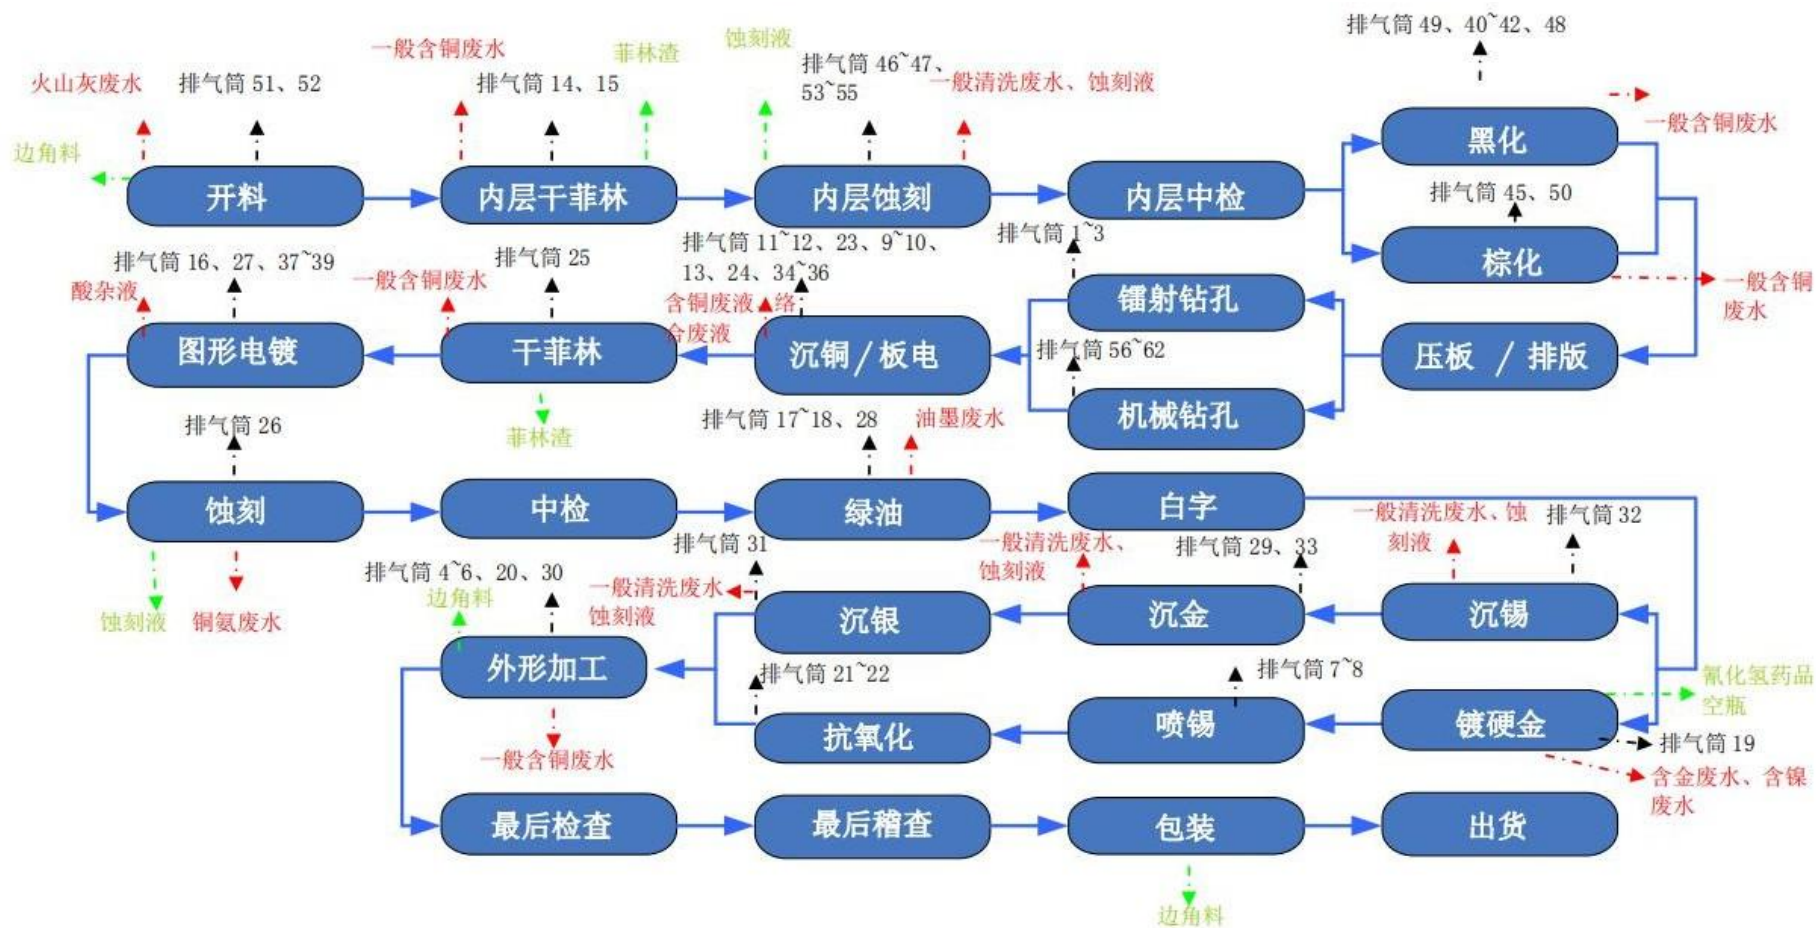 排气筒 49、40~42、48
一般含铜废水
菲林渣
蚀刻液
火山灰废水
排气筒 51、52
排气筒 14、15
排气筒 46~47、
53~55
一般清洗废水、蚀刻液
一般含铜废水
边角料
开料
内层干菲林
内层蚀刻
内层中检
黑化
排气筒 45、50
棕化
一般含铜
废水
排气筒 16、27、37~39
酸杂液
一般含铜废水
排气筒 25
排气筒 11~12、23、9~10、
13、24、34~36
含铜废液、络
合废液
排气筒 1~3
镭射钻孔
图形电镀
干菲林
沉铜/板电
排气筒 56~62
机械钻孔
压板 / 排版
菲林渣
排气筒 26
排气筒 17~18、28
油墨废水
蚀刻
中检
绿油
白字
蚀刻液
铜氨废水
排气筒 31
一般清洗废水、
蚀刻液
排气筒 29、33
一般清洗废水、蚀
刻液
排气筒 32
排气筒 4~6、20、30
边角料
一般清洗废水
蚀刻液
沉银
沉金
沉锡
外形加工
排气筒 21~22
排气筒 7~8
氰化氢药品
空瓶
抗氧化
喷锡
镀硬金
排气筒 19
一般含铜废水
含金废水、含镍
废水
最后检查
最后稽查
包装
出货
边角料